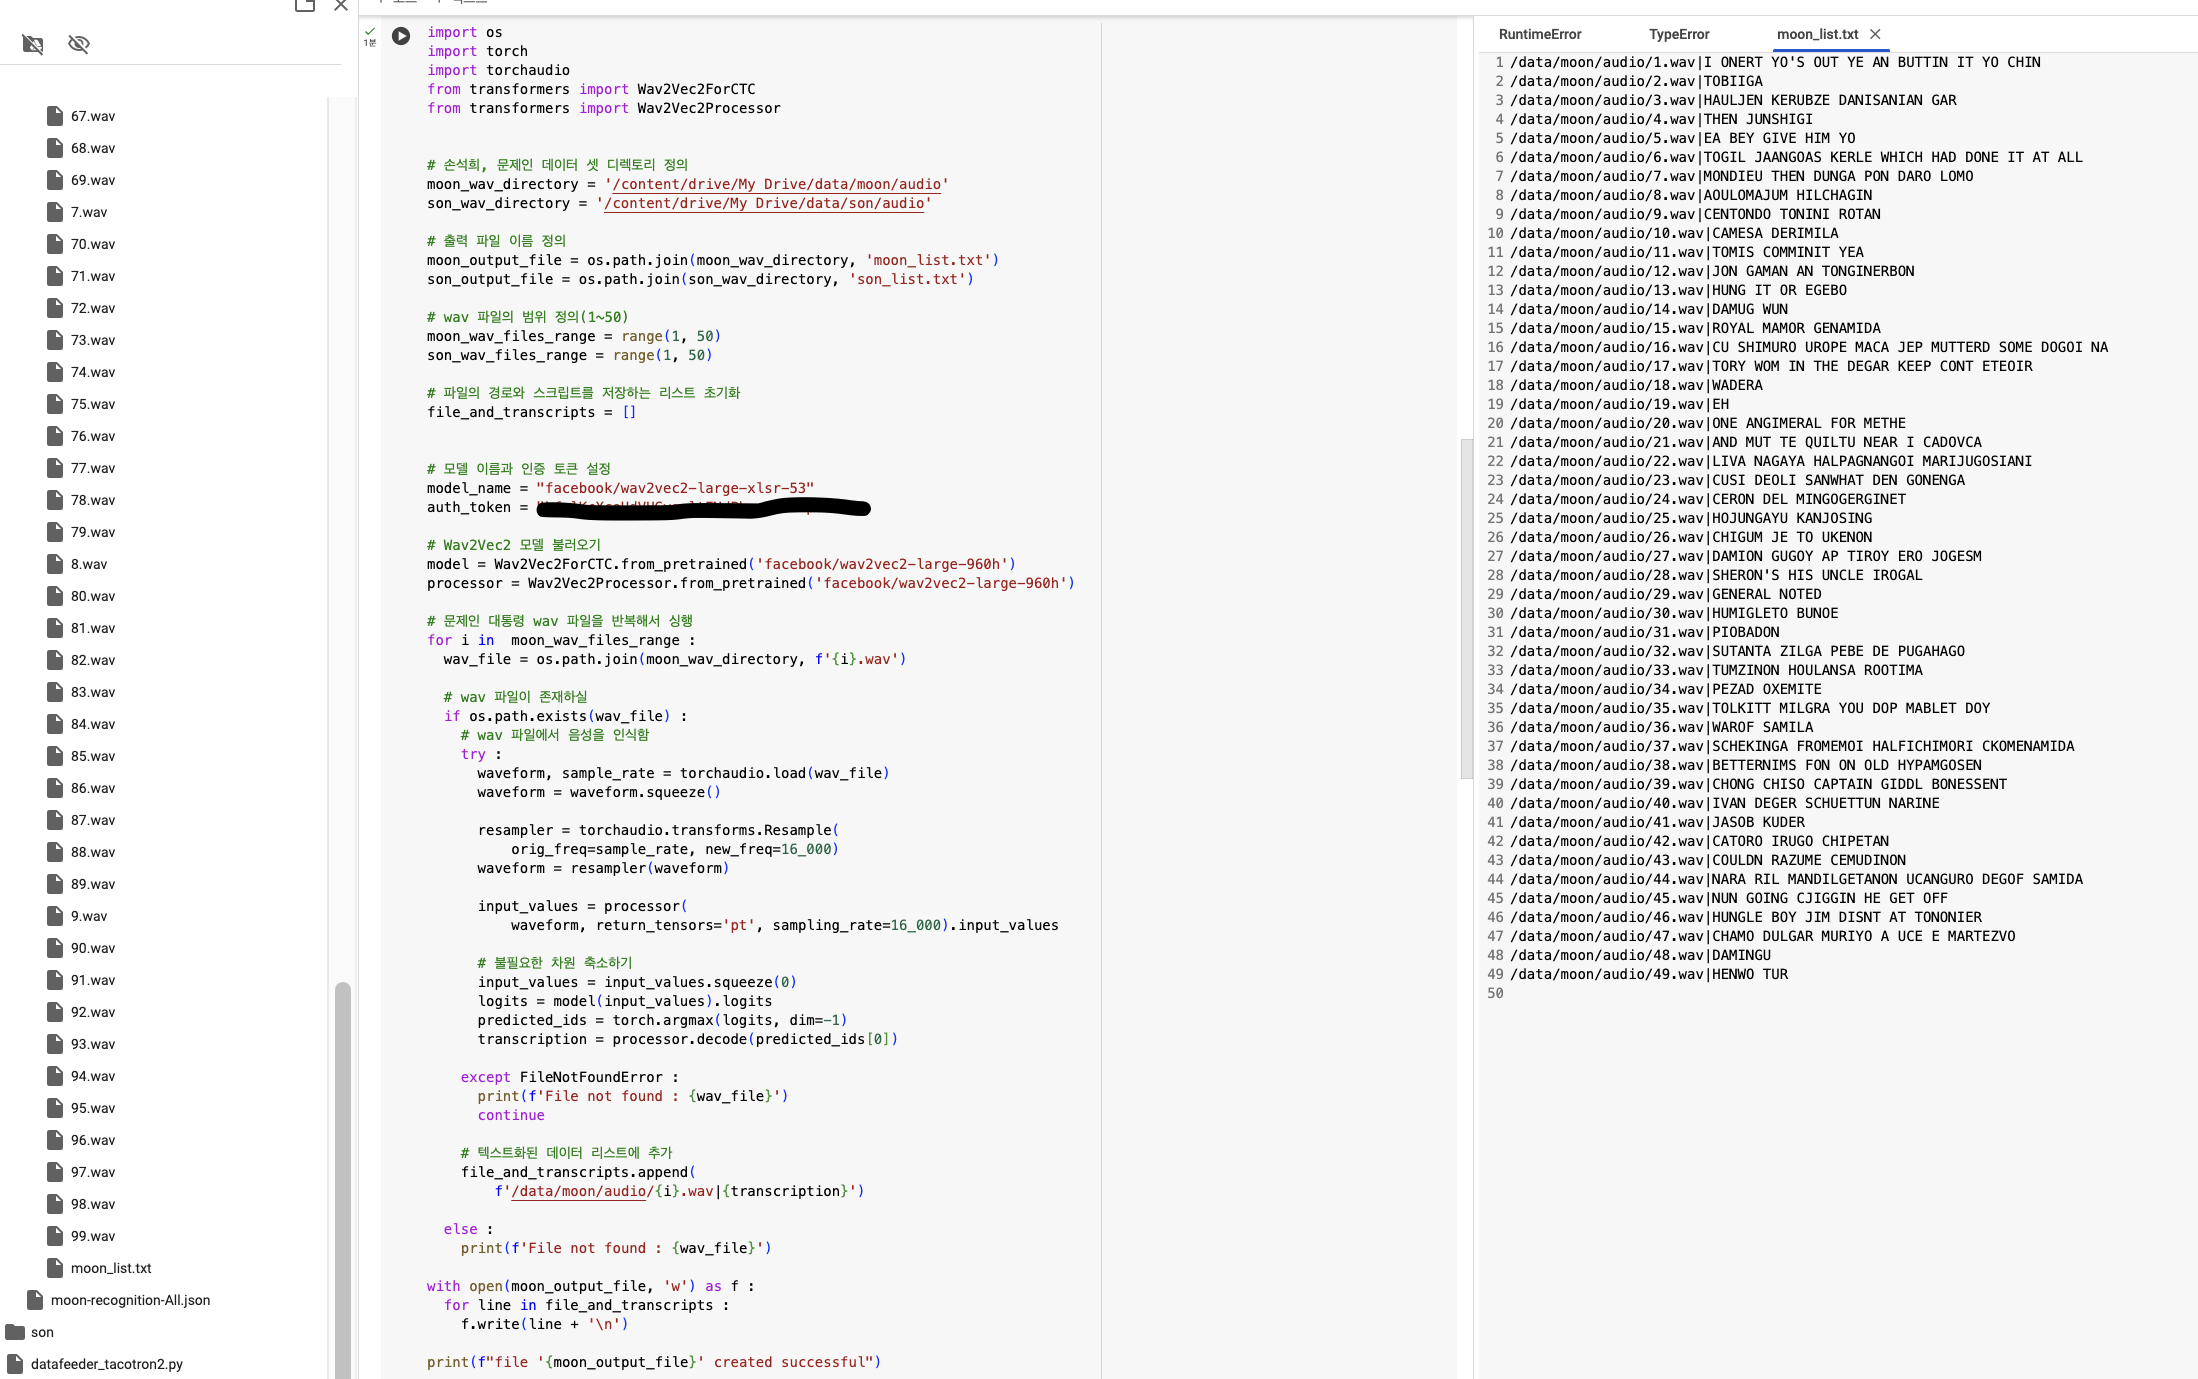 67.wav
68.wav
69.wav
7.wav
70.wav
71.wav
72.wav
73.wav
74.wav
75.wav
76.wav
77.wav
78.wav
79.wav
8.wav
80.wav
81.wav
82.wav
83.wav
84.wav
85.wav
86.wav
87.wav
88.wav
89.wav
9.wav
90.wav
91.wav
92.wav
93.wav
94.wav
95.wav
96.wav
97.wav
98.wav
99.wav
moon_list.txt
moon-recognition-All.json
son
datafeeder_tacotron2.py
1분
import os
import torch
import torchaudio
from transformers import Wav2Vec2ForCTC
from transformers import Wav2Vec2Processor
# 손석희, 문제인 데이터 셋 디렉토리 정의
moon_wav_directory = '/content/drive/My Drive/data/moon/audio'
son_wav_directory = '/content/drive/My Drive/data/son/audio'
# 출력 파일 이름 정의
moon_output_file = os.path.join(moon_wav_directory, 'moon_list.txt')
son_output_file = os.path.join(son_wav_directory, 'son_list.txt')
# wav 파일의 범위 정의(1~50)
moon_wav_files_range = range(1, 50)
son_wav_files_range = range(1, 50)
# 파일의 경로와 스크립트를 저장하는 리스트 초기화
file_and_transcripts = []
# 모델 이름과 인증 토큰 설정
model_name = "facebook/wav2vec2-large-xlsr-53"
auth_token =
# Wav2Vec2 모델 불러오기
model = Wav2Vec2ForCTC.from_pretrained('facebook/wav2vec2-large-960h')
processor = Wav2Vec2Processor.from_pretrained('facebook/wav2vec2-large-960h')
# 문제인 대통령 wav 파일을 반복해서 싱행
for i in  moon_wav_files_range :
  wav_file = os.path.join(moon_wav_directory, f'{i}.wav')
  # wav 파일이 존재하실
  if os.path.exists(wav_file) :
    # wav 파일에서 음성을 인식함
    try :
      waveform, sample_rate = torchaudio.load(wav_file)
      waveform = waveform.squeeze()
      resampler = torchaudio.transforms.Resample(
          orig_freq=sample_rate, new_freq=16_000)
      waveform = resampler(waveform)
      input_values = processor(
          waveform, return_tensors='pt', sampling_rate=16_000).input_values
      # 불필요한 차원 축소하기
      input_values = input_values.squeeze(0)
      logits = model(input_values).logits
      predicted_ids = torch.argmax(logits, dim=-1)
      transcription = processor.decode(predicted_ids[0])
    except FileNotFoundError :
      print(f'File not found : {wav_file}')
      continue
    # 텍스트화된 데이터 리스트에 추가
    file_and_transcripts.append(
        f'/data/moon/audio/{i}.wav|{transcription}')
  else :
    print(f'File not found : {wav_file}')
with open(moon_output_file, 'w') as f :
  for line in file_and_transcripts :
    f.write(line + '\n')
print(f"file '{moon_output_file}' created successful")
RuntimeError TypeError moon_list.txt
1 /data/moon/audio/1.wav|I ONERT YO'S OUT YE AN BUTTIN IT YO CHIN
2 /data/moon/audio/2.wav|TOBIIGA
3 /data/moon/audio/3.wav|HAULJEN KERUBZE DANISANIAN GAR
4 /data/moon/audio/4.wav|THEN JUNSHIGI
5 /data/moon/audio/5.wav|EA BEY GIVE HIM YO
6 /data/moon/audio/6.wav|TOGIL JAANGOAS KERLE WHICH HAD DONE IT AT ALL
7 /data/moon/audio/7.wav|MONDIEU THEN DUNGA PON DARO LOMO
8 /data/moon/audio/8.wav|AOULOMAJUM HILCHAGIN
9 /data/moon/audio/9.wav|CENTONDO TONINI ROTAN
10 /data/moon/audio/10.wav|CAMESA DERIMILA
11 /data/moon/audio/11.wav|TOMIS COMMINIT YEA
12 /data/moon/audio/12.wav|JON GAMAN AN TONGINERBON
13 /data/moon/audio/13.wav|HUNG IT OR EGEBO
14 /data/moon/audio/14.wav|DAMUG WUN
15 /data/moon/audio/15.wav|ROYAL MAMOR GENAMIDA
16 /data/moon/audio/16.wav|CU SHIMURO UROPE MACA JEP MUTTERD SOME DOGOI NA
17 /data/moon/audio/17.wav|TORY WOM IN THE DEGAR KEEP CONT ETEOIR
18 /data/moon/audio/18.wav|WADERA
19 /data/moon/audio/19.wav|EH
20 /data/moon/audio/20.wav|ONE ANGIMERAL FOR METHE
21 /data/moon/audio/21.wav|AND MUT TE QUILTU NEAR I CADOVCA
22 /data/moon/audio/22.wav|LIVA NAGAYA HALPAGNANGOI MARIJUGOSIANI
23 /data/moon/audio/23.wav|CUSI DEOLI SANWHAT DEN GONENGA
24 /data/moon/audio/24.wav|CERON DEL MINGOGERGINET
25 /data/moon/audio/25.wav|HOJUNGAYU KANJOSING
26 /data/moon/audio/26.wav|CHIGUM JE TO UKENON
27 /data/moon/audio/27.wav|DAMION GUGOY AP TIROY ERO JOGESM
28 /data/moon/audio/28.wav|SHERON'S HIS UNCLE IROGAL
29 /data/moon/audio/29.wav|GENERAL NOTED
30 /data/moon/audio/30.wav|HUMIGLETO BUNOE
31 /data/moon/audio/31.wav|PIOBADON
32 /data/moon/audio/32.wav|SUTANTA ZILGA PEBE DE PUGAHAGO
33 /data/moon/audio/33.wav|TUMZINON HOULANSA ROOTIMA
34 /data/moon/audio/34.wav|PEZAD OXEMITE
35 /data/moon/audio/35.wav|TOLKITT MILGRA YOU DOP MABLET DOY
36 /data/moon/audio/36.wav|WAROF SAMILA
37 /data/moon/audio/37.wav|SCHEKINGA FROMEMOI HALFICHIMORI CKOMENAMIDA
38 /data/moon/audio/38.wav|BETTERNIMS FON ON OLD HYPAMGOSEN
39 /data/moon/audio/39.wav|CHONG CHISO CAPTAIN GIDDL BONESSENT
40 /data/moon/audio/40.wav|IVAN DEGER SCHUETTUN NARINE
41 /data/moon/audio/41.wav|JASOB KUDER
42 /data/moon/audio/42.wav|CATORO IRUGO CHIPETAN
43 /data/moon/audio/43.wav|COULDN RAZUME CEMUDINON
44 /data/moon/audio/44.wav|NARA RIL MANDILGETANON UCANGURO DEGOF SAMIDA
45 /data/moon/audio/45.wav|NUN GOING CJIGGIN HE GET OFF
46 /data/moon/audio/46.wav|HUNGLE BOY JIM DISNT AT TONONIER
47 /data/moon/audio/47.wav|CHAMO DULGAR MURIYO A UCE E MARTEZVO
48 /data/moon/audio/48.wav|DAMINGU
49 /data/moon/audio/49.wav|HENWO TUR
50